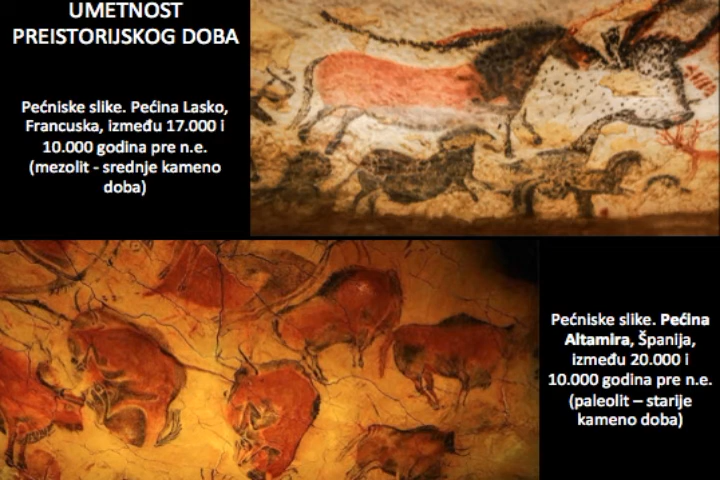 UMETNOST
PREISTORIJSKOG DOBA
Pećniske slike. Pećina Lasko,
Francuska, između 17.000 i
10.000 godina pre n.e.
(mezolit - srednje kameno
doba)
Pećniske slike. Pećina
Altamira, Španija,
između 20.000 i
10.000 godina pre n.e.
(paleolit – starije
kameno doba)